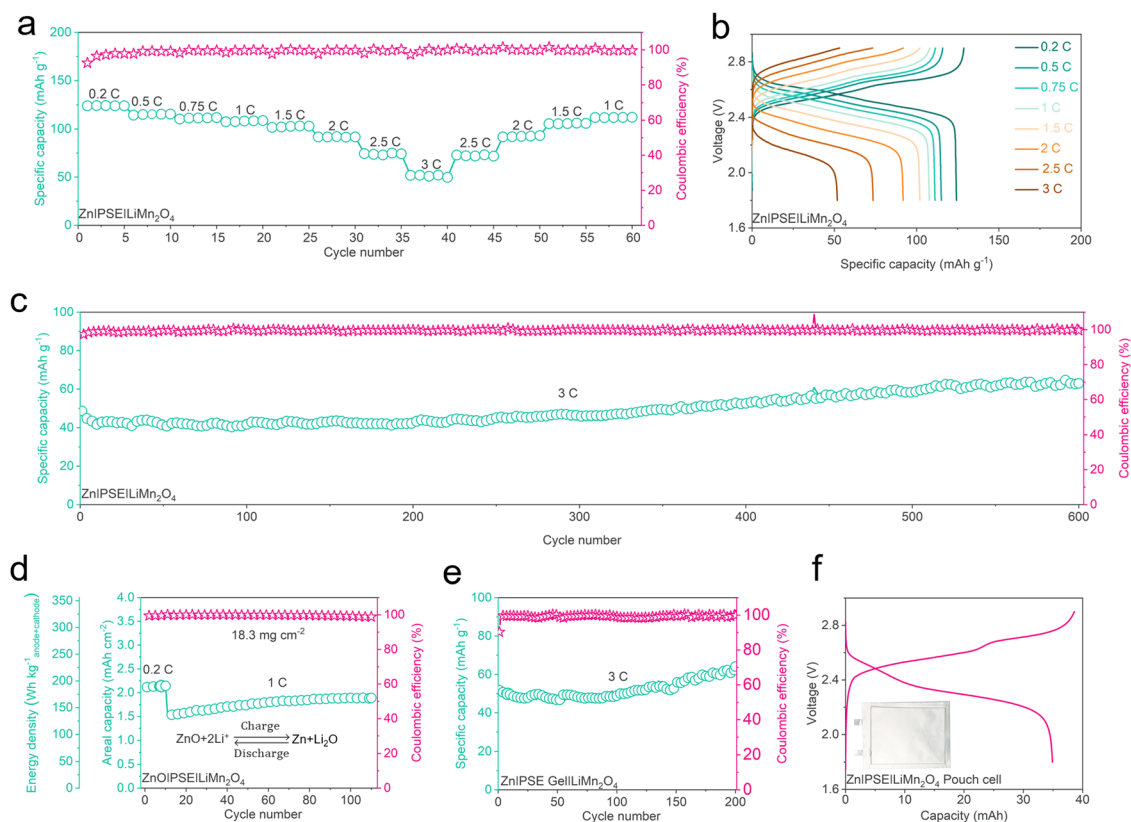 a
Specific capacity (mAh g⁻¹)
200
150
100
50
0
0.2 C
0.5 C
0.75 C
1 C
1.5 C
2 C
2.5 C
3 C
2.5 C
2 C
1.5 C
1 C
Zn|PSE|LiMn₂O₄
0 5 10 15 20 25 30 35 40 45 50 55 60
Cycle number
100
80
60
40
20
0
Coulombic efficiency (%)
b
Voltage (V)
2.8
2.4
2.0
1.6
0.2 C
0.5 C
0.75 C
1 C
1.5 C
2 C
2.5 C
3 C
Zn|PSE|LiMn₂O₄
0 50 100 150 200
Specific capacity (mAh g⁻¹)
c
Specific capacity (mAh g⁻¹)
100
80
60
40
20
0
3 C
Zn|PSE|LiMn₂O₄
0 100 200 300 400 500 600
Cycle number
100
80
60
40
20
0
Coulombic efficiency (%)
d
Energy density (Wh kg⁻¹anode+cathode)
350
300
250
200
150
100
50
0
Areal capacity (mAh cm⁻²)
4.0
3.5
3.0
2.5
2.0
1.5
1.0
0.5
0.0
18.3 mg cm⁻²
0.2 C
1 C
Charge
ZnO+2Li⁺ Zn+Li₂O
Discharge
ZnO|PSE|LiMn₂O₄
0 20 40 60 80 100
Cycle number
100
80
60
40
20
0
Coulombic efficiency (%)
e
Specific capacity (mAh g⁻¹)
100
80
60
40
20
0
3 C
Zn|PSE Gel|LiMn₂O₄
0 50 100 150 200
Cycle number
100
80
60
40
20
0
Coulombic efficiency (%)
f
Voltage (V)
2.8
2.4
2.0
1.6
Zn|PSE|LiMn₂O₄ Pouch cell
0 10 20 30 40
Capacity (mAh)